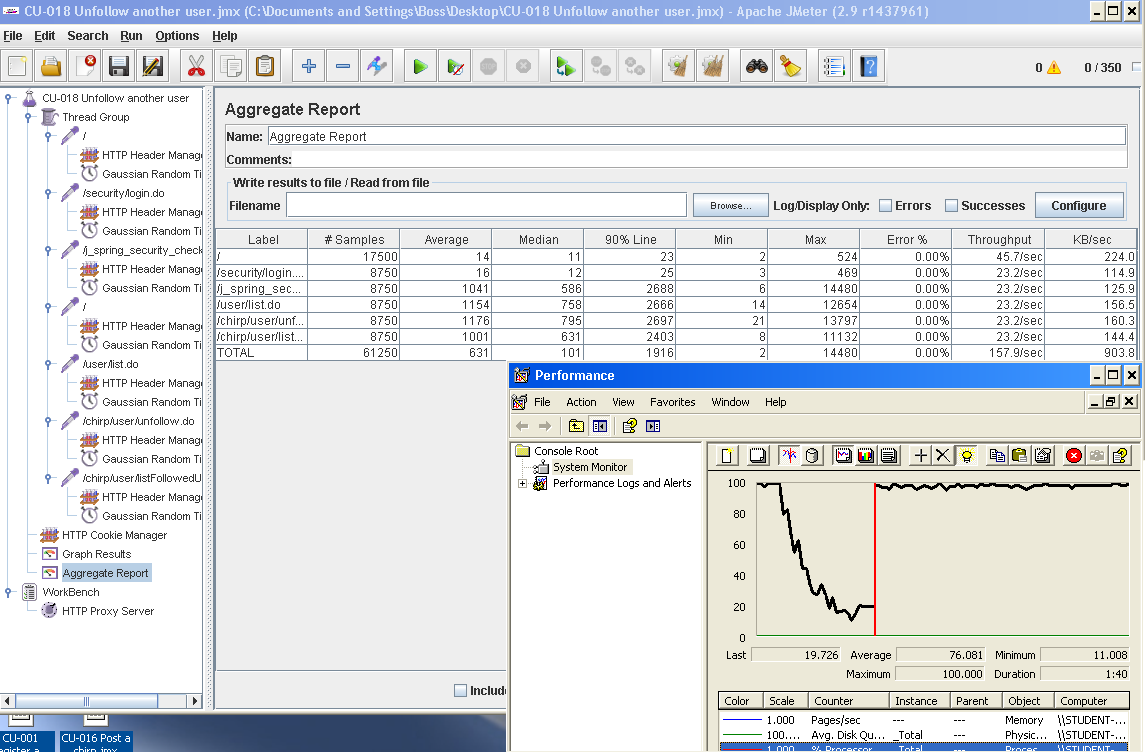 CU-018 Unfollow another user.jmx (C:\Documents and Settings\Boss\Desktop\CU-018 Unfollow another user.jmx) - Apache JMeter (2.9 r1437961)
File Edit Search Run Options Help
0 0 / 350
CU-018 Unfollow another user
Thread Group
/
HTTP Header Manag
Gaussian Random Ti
/security/login.do
HTTP Header Manag
Gaussian Random Ti
/j_spring_security_check
HTTP Header Manag
Gaussian Random Ti
/
HTTP Header Manag
Gaussian Random Ti
/user/list.do
HTTP Header Manag
Gaussian Random Ti
/chirp/user/unfollow.do
HTTP Header Manag
Gaussian Random Ti
/chirp/user/listFollowedU
HTTP Header Manag
Gaussian Random Ti
HTTP Cookie Manager
Graph Results
Aggregate Report
WorkBench
HTTP Proxy Server
Aggregate Report
Name: Aggregate Report
Comments:
Write results to file / Read from file
Filename Browse... Log/Display Only: Errors Successes Configure
Label # Samples Average Median 90% Line Min Max Error % Throughput KB/sec
/ 17500 14 11 23 2 524 0.00% 45.7/sec 224.0
/security/login.... 8750 16 12 25 3 469 0.00% 23.2/sec 114.9
/j_spring_sec... 8750 1041 586 2688 6 14480 0.00% 23.2/sec 125.9
/user/list.do 8750 1154 758 2666 14 12654 0.00% 23.2/sec 156.5
/chirp/user/unf... 8750 1176 795 2697 21 13797 0.00% 23.2/sec 160.3
/chirp/user/list... 8750 1001 631 2403 8 11132 0.00% 23.2/sec 144.4
TOTAL 61250 631 101 1916 2 14480 0.00% 157.9/sec 903.8
Includ
Performance
File Action View Favorites Window Help
Console Root
System Monitor
Performance Logs and Alerts
100
80
60
40
20
0
Last 19.726 Average 76.081 Minimum 11.008
Maximum 100.000 Duration 1:40
Color Scale Counter Instance Parent Object Computer
1.000 Pages/sec --- --- Memory \\STUDENT-...
100.... Avg. Disk Qu... _Total --- Physic... \\STUDENT-...
1.000 % Processor _Total --- Proces \\STUDENT-
CU-001
CU-016 Post a
chirp.jmx